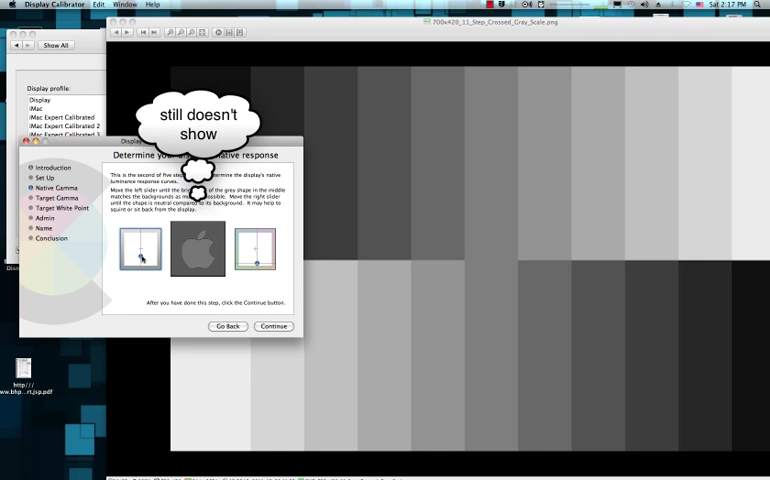 Display Calibrator Edit Window Help
Sat 2:17 PM
700x420_11_Step_Crossed_Gray_Scale.png
Show All
Display profile:
Display
iMac
iMac Expert Calibrated
iMac Expert Calibrated 2
iMac Expert Calibrated 3
still doesn't
show
Introduction
Set Up
Native Gamma
Target Gamma
Target White Point
Admin
Name
Conclusion
This is the second of five
luminance response curves.
Move the left slider until the of the grey shape in the middle
matches the backgrounds as Move the right slider
until the shape is neutral compared to its background. It may help to
squint or sit back from the display.
After you have done this step, click the Continue button.
Go Back
Continue
http:///